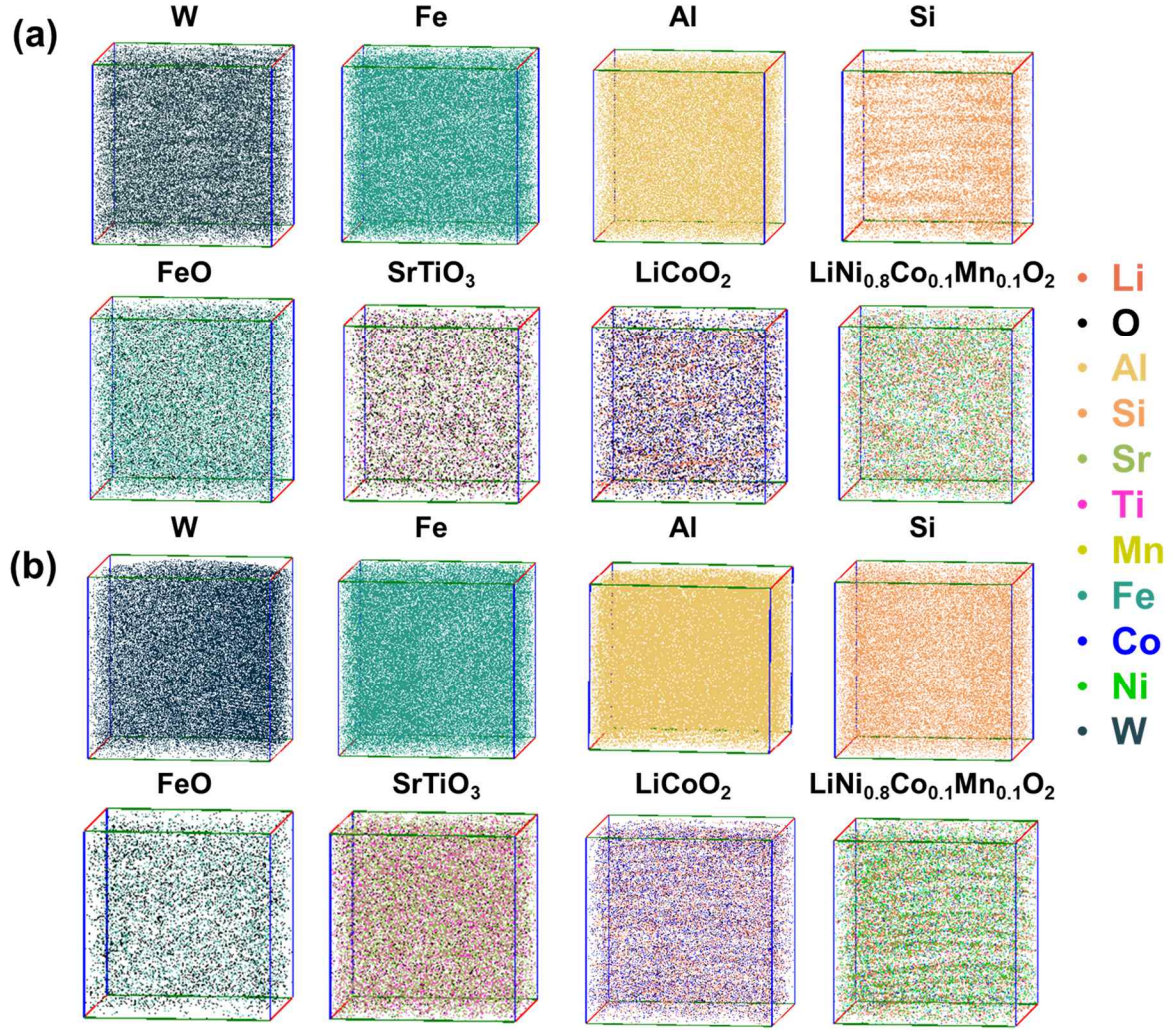 (a)
W Fe Al Si
FeO SrTiO₃ LiCoO₂ LiNi₀.₈Co₀.₁Mn₀.₁O₂
(b)
W Fe Al Si
FeO SrTiO₃ LiCoO₂ LiNi₀.₈Co₀.₁Mn₀.₁O₂
Li
O
Al
Si
Sr
Ti
Mn
Fe
Co
Ni
W